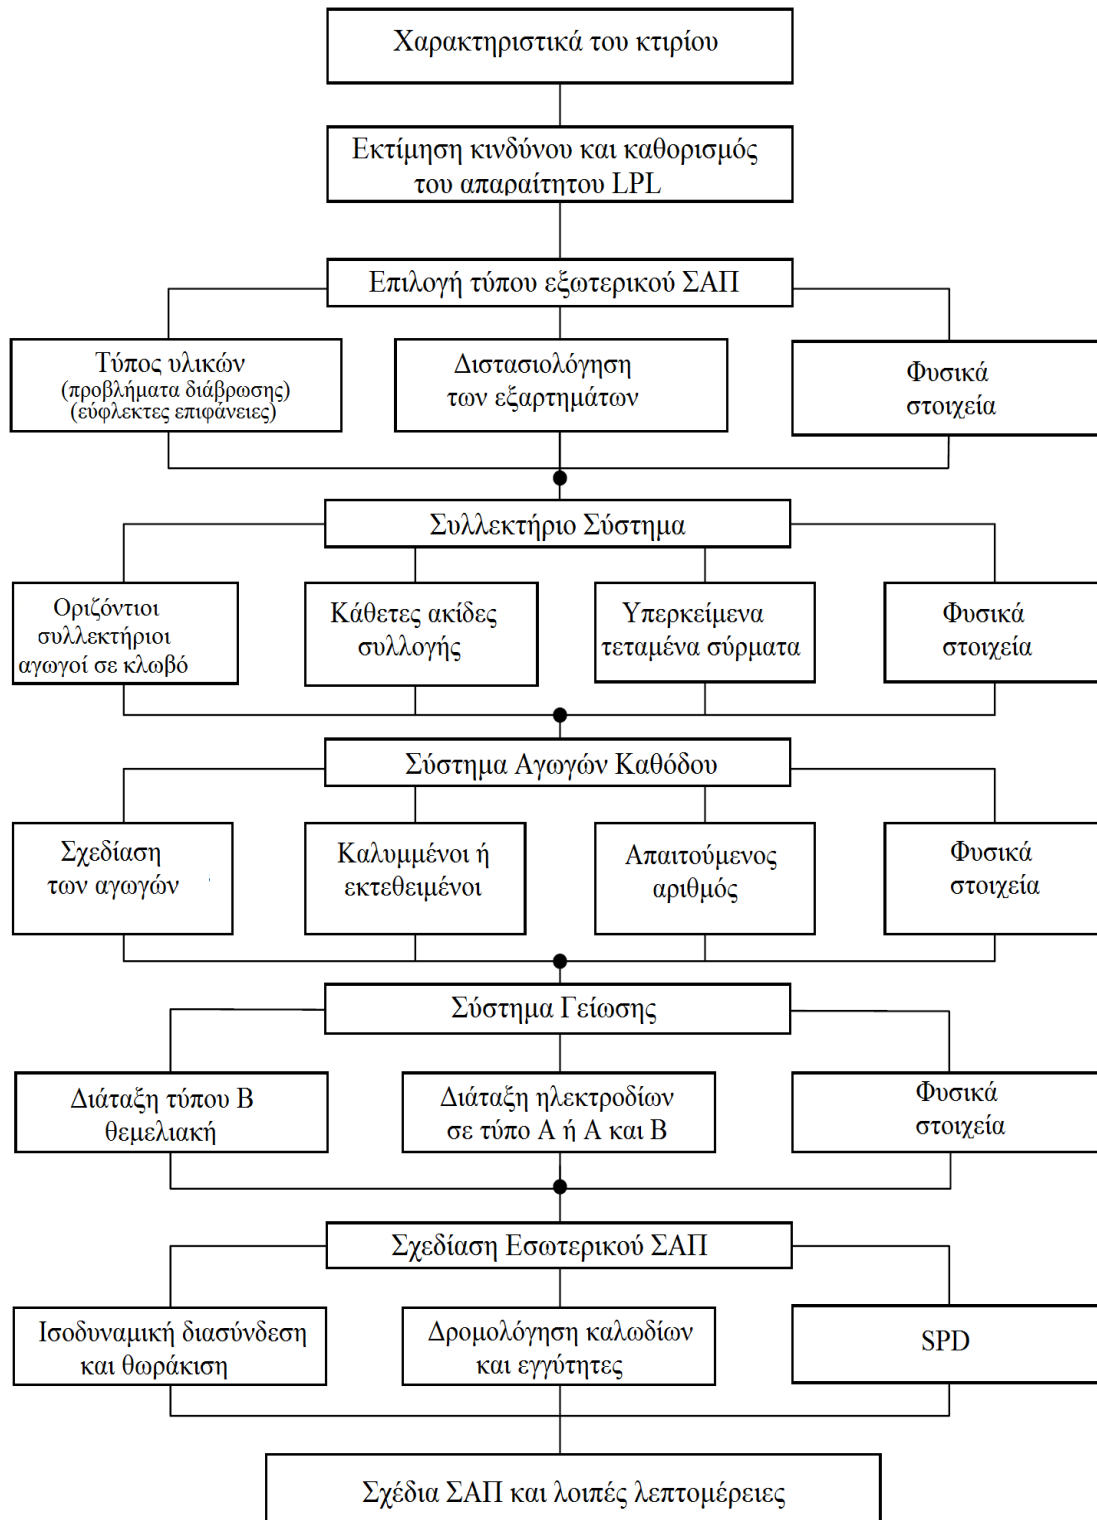 Χαρακτηριστικά του κτιρίου
Εκτίμηση κινδύνου και καθορισμός
του απαραίτητου LPL
Επιλογή τύπου εξωτερικού ΣΑΠ
Τύπος υλικών
(προβλήματα διάβρωσης)
(εύφλεκτες επιφάνειες)
Διστασιολόγηση
των εξαρτημάτων
Φυσικά
στοιχεία
Συλλεκτήριο Σύστημα
Οριζόντιοι
συλλεκτήριοι
αγωγοί σε κλωβό
Κάθετες ακίδες
συλλογής
Υπερκείμενα
τεταμένα σύρματα
Φυσικά
στοιχεία
Σύστημα Αγωγών Καθόδου
Σχεδίαση
των αγωγών
Καλυμμένοι ή
εκτεθειμένοι
Απαιτούμενος
αριθμός
Φυσικά
στοιχεία
Σύστημα Γείωσης
Διάταξη τύπου Β
θεμελιακή
Διάταξη ηλεκτροδίων
σε τύπο Α ή Α και Β
Φυσικά
στοιχεία
Σχεδίαση Εσωτερικού ΣΑΠ
Ισοδυναμική διασύνδεση
και θωράκιση
Δρομολόγηση καλωδίων
και εγγύτητες
SPD
Σχέδια ΣΑΠ και λοιπές λεπτομέρειες